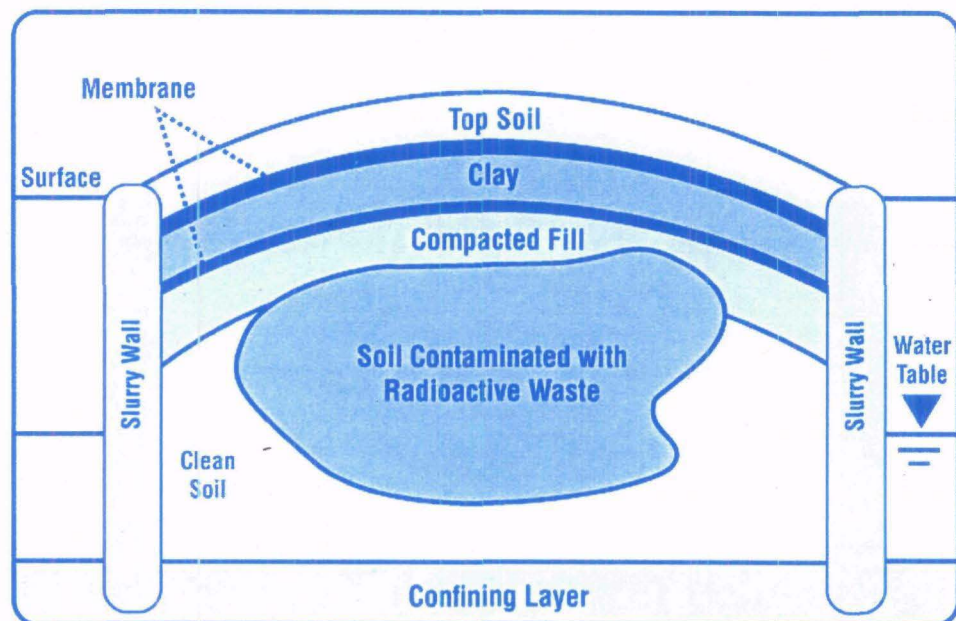 Membrane
Top Soil
Surface
Clay
Compacted Fill
Slurry Wall
Soil Contaminated with
Radioactive Waste
Slurry Wall
Water
Table
Clean
Soil
Confining Layer